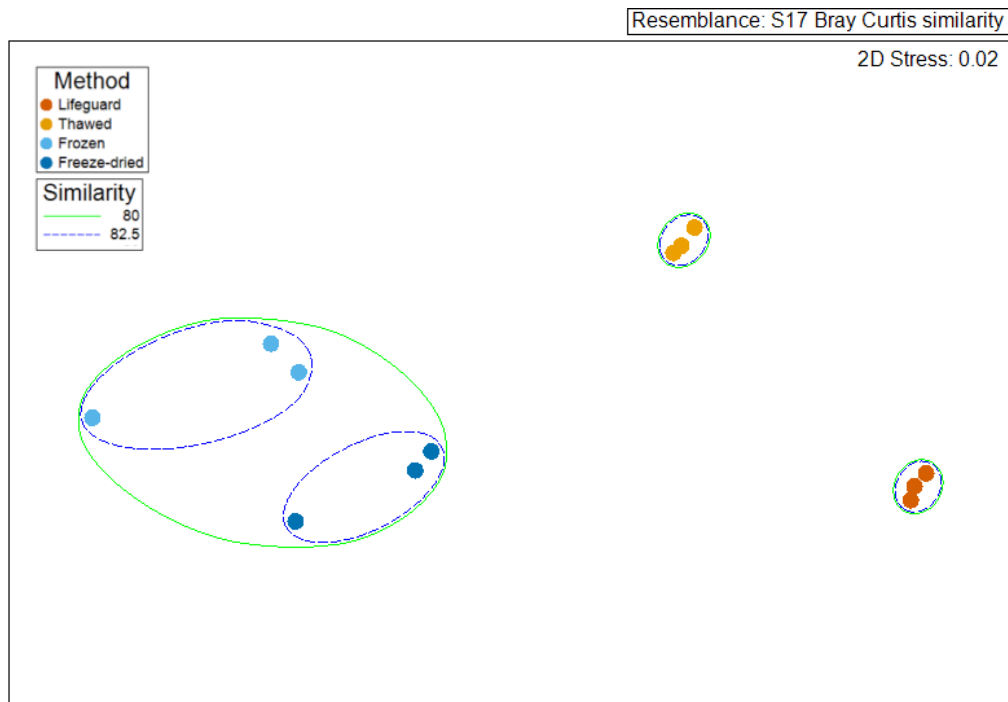 Resemblance: S17 Bray Curtis similarity
2D Stress: 0.02
Method
Lifeguard
Thawed
Frozen
Freeze-dried
Similarity
80
82.5